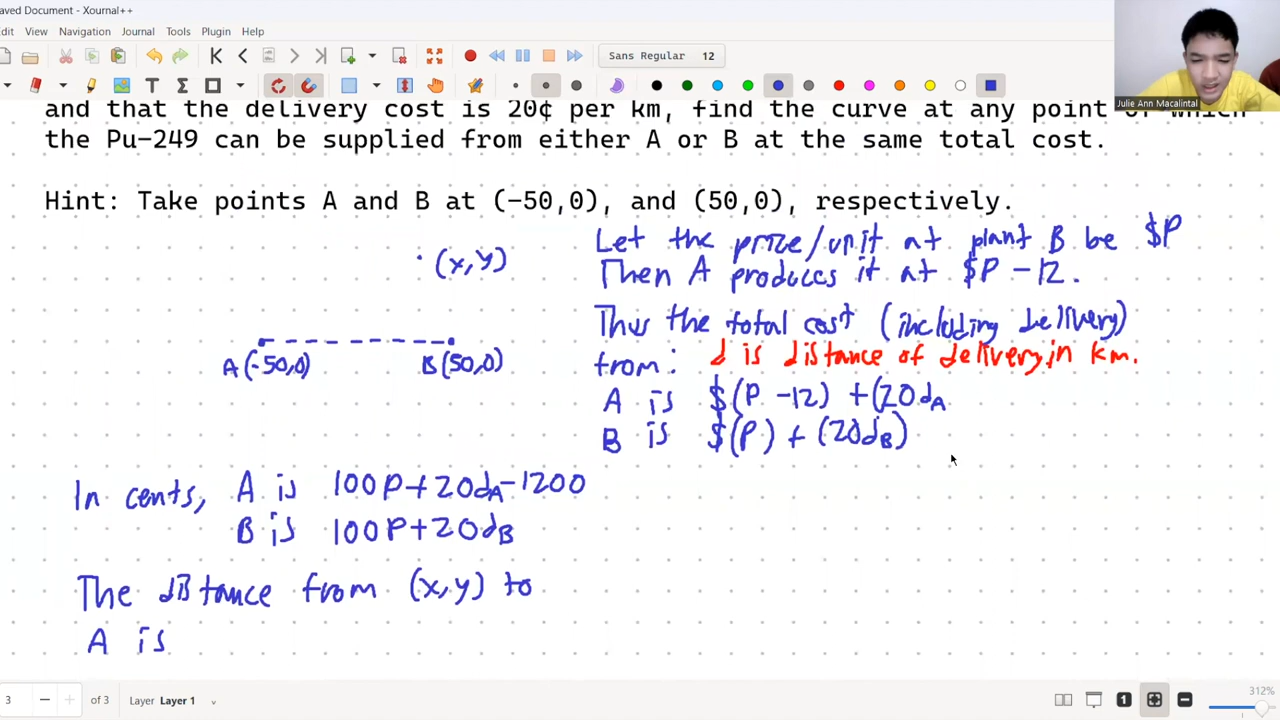 aved Document - Xournal++
Edit View Navigation Journal Tools Plugin Help
Sans Regular 12
Julie Ann Macalintal
and that the delivery cost is 20¢ per km, find the curve at any point of which
the Pu-249 can be supplied from either A or B at the same total cost.
Hint: Take points A and B at (-50,0), and (50,0), respectively.
(x,y)
A(-50,0) B(50,0)
Let the price/unit at plant B be $P
Then A produces it at $P -12.
Thus the total cost (including delivery)
from: d is distance of delivery in km.
A is $(P -12) +(20dA
B is $(P) + (20dB)
In cents, A is 100P+20dA-1200
B is 100P+20dB
The distance from (x,y) to
A is
3 of 3 Layer Layer 1
1
312%